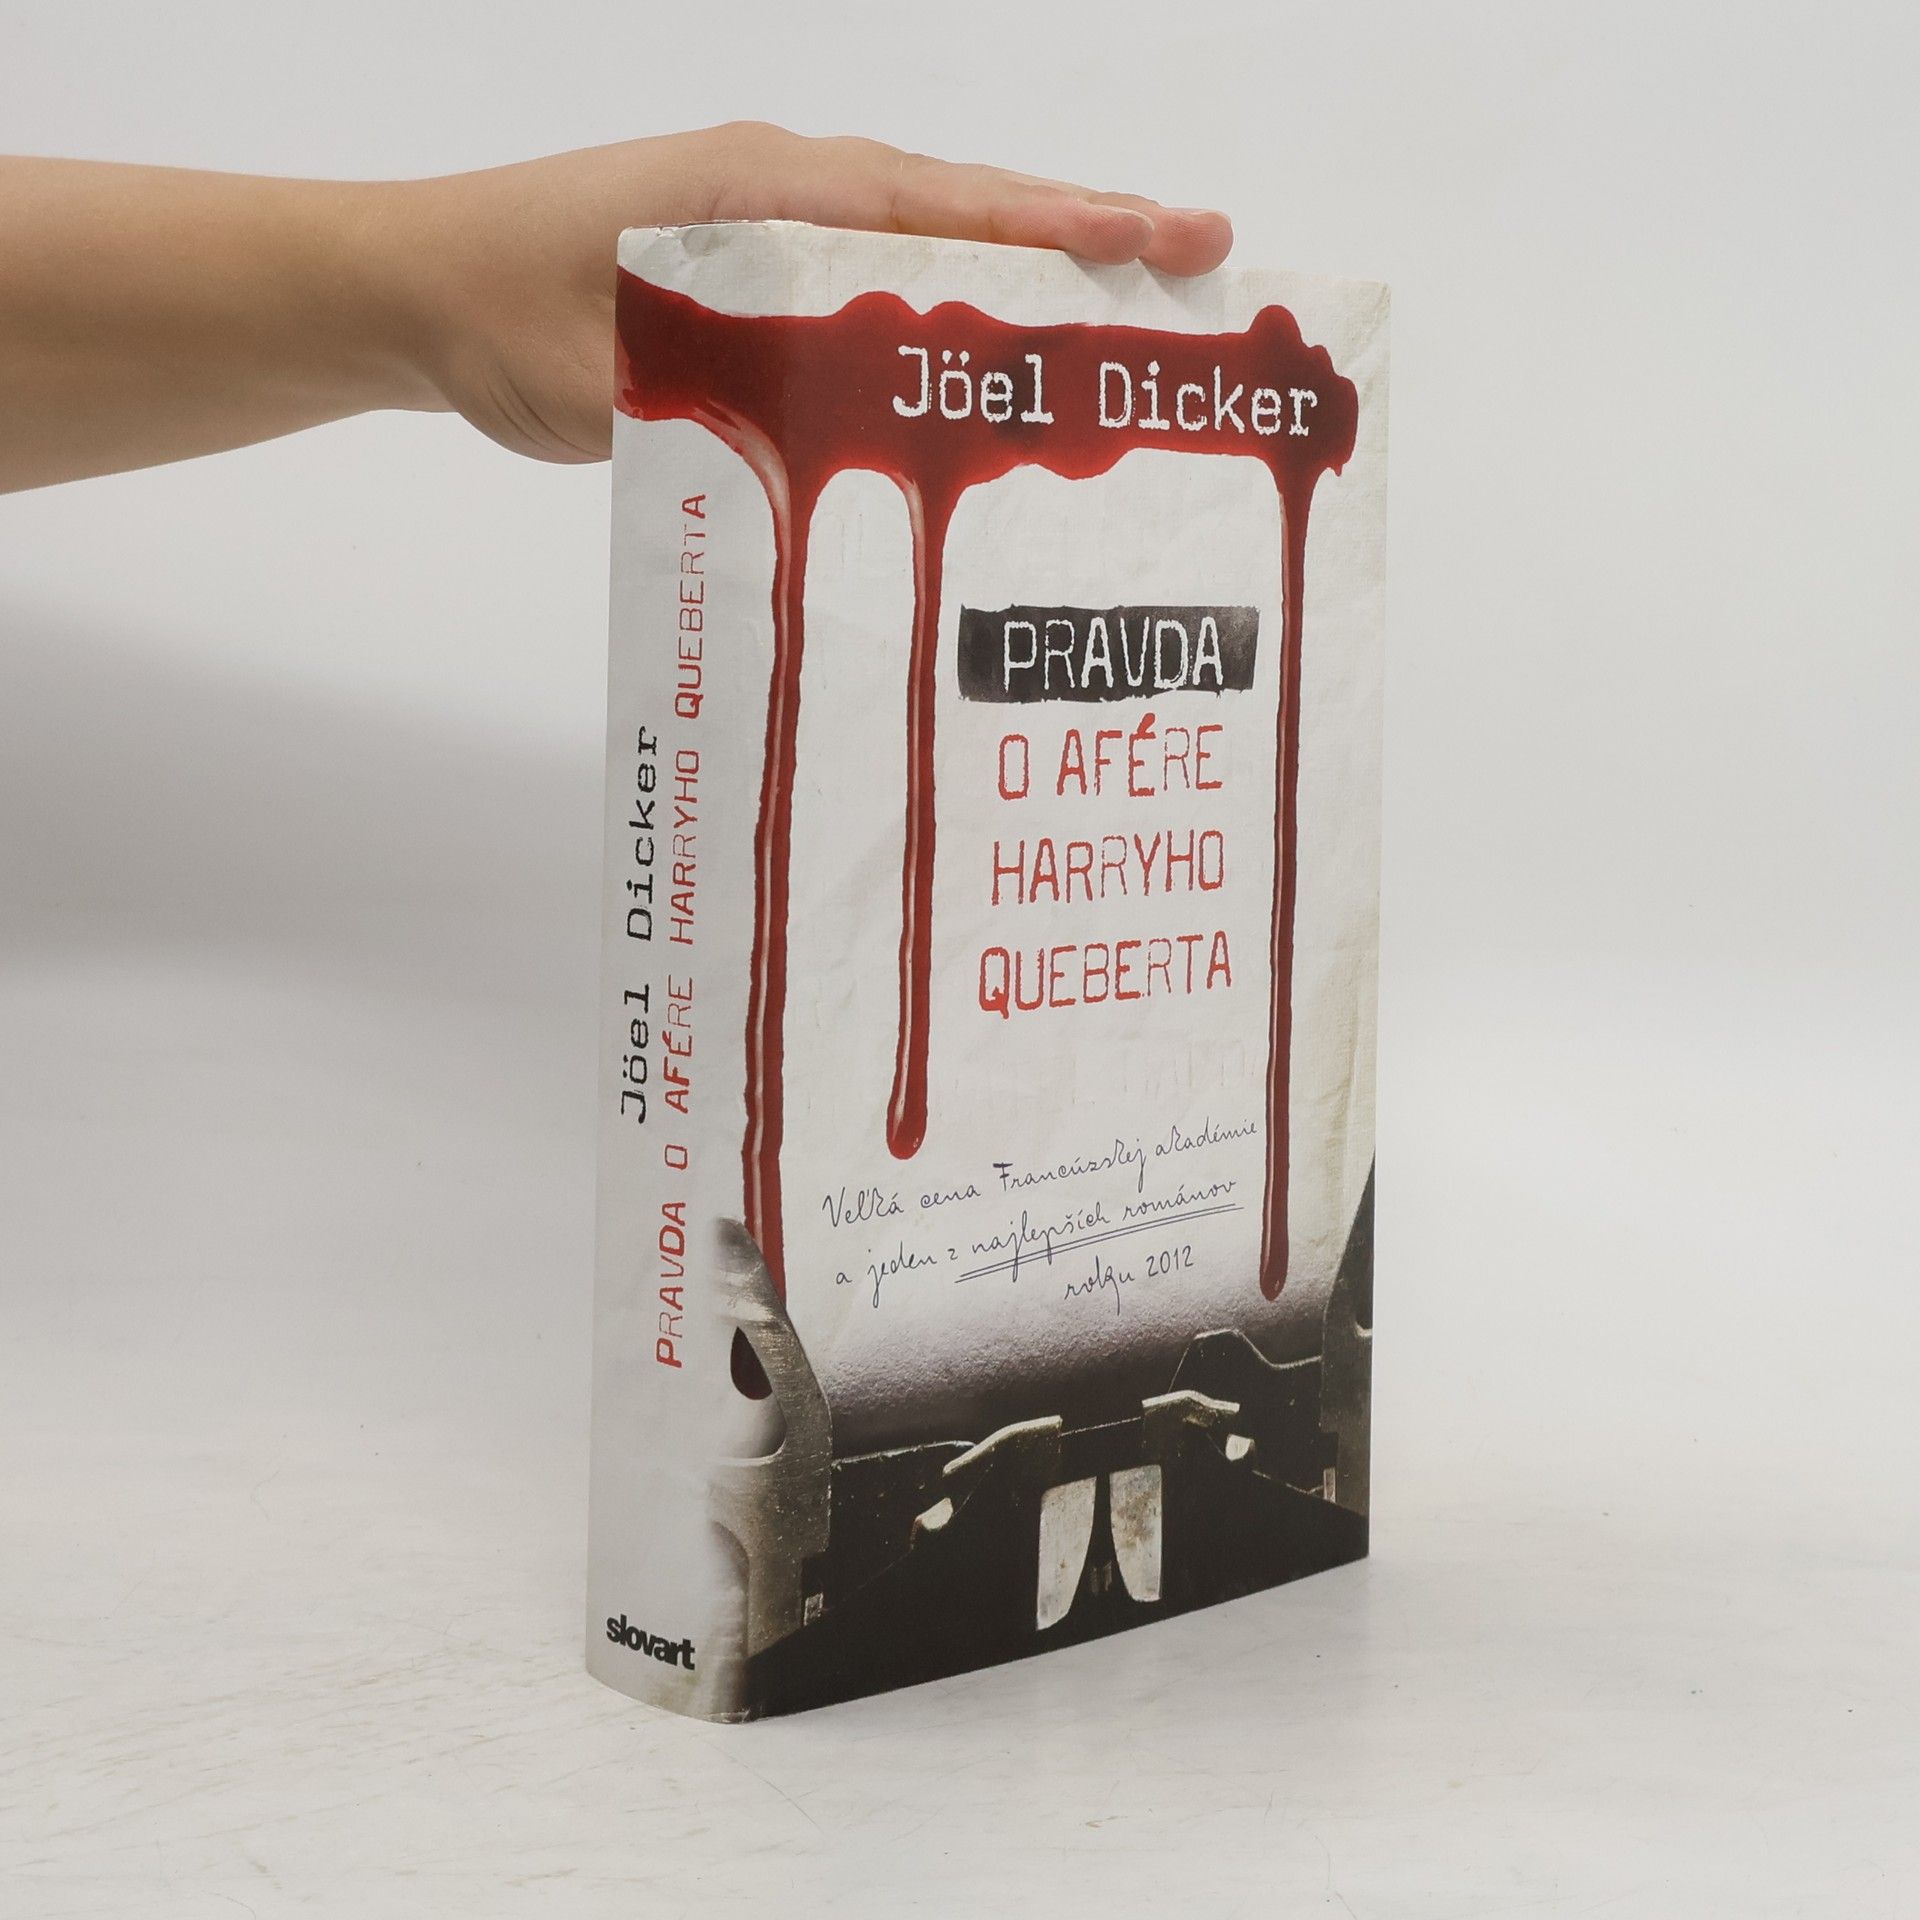 Jöel Dicker
PRAVDA
O AFÉRE
HARRYHO
QUEBERTA
Veľká cena Francúzskej akadémie
a jeden z najlepších románov
roku 2012
Jöel Dicker
PRAVDA O AFÉRE HARRYHO QUEBERTA
slovart